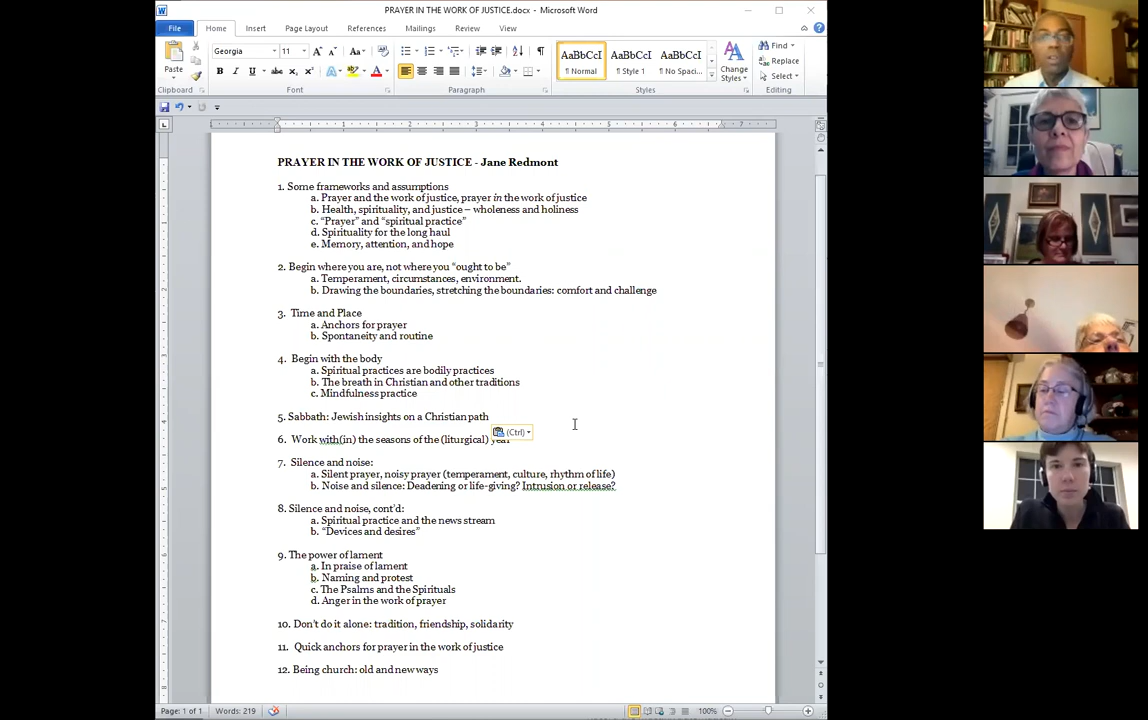 PRAYER IN THE WORK OF JUSTICE.docx - Microsoft Word
File Home Insert Page Layout References Mailings Review View
Georgia 11 Aa
AaBbCcI AaBbCcI AaBbCcI
Find
Replace
Select
Paste
¶ Normal ¶ Style 1 ¶ No Spaci...
Change Styles
Clipboard Font Paragraph Styles Editing
PRAYER IN THE WORK OF JUSTICE - Jane Redmont
1. Some frameworks and assumptions
a. Prayer and the work of justice, prayer in the work of justice
b. Health, spirituality, and justice – wholeness and holiness
c. “Prayer” and “spiritual practice”
d. Spirituality for the long haul
e. Memory, attention, and hope
2. Begin where you are, not where you “ought to be”
a. Temperament, circumstances, environment.
b. Drawing the boundaries, stretching the boundaries: comfort and challenge
3. Time and Place
a. Anchors for prayer
b. Spontaneity and routine
4. Begin with the body
a. Spiritual practices are bodily practices
b. The breath in Christian and other traditions
c. Mindfulness practice
5. Sabbath: Jewish insights on a Christian path
(Ctrl)
6. Work with(in) the seasons of the (liturgical) year
7. Silence and noise:
a. Silent prayer, noisy prayer (temperament, culture, rhythm of life)
b. Noise and silence: Deadening or life-giving? Intrusion or release?
8. Silence and noise, cont’d:
a. Spiritual practice and the news stream
b. “Devices and desires”
9. The power of lament
a. In praise of lament
b. Naming and protest
c. The Psalms and the Spirituals
d. Anger in the work of prayer
10. Don’t do it alone: tradition, friendship, solidarity
11. Quick anchors for prayer in the work of justice
12. Being church: old and new ways
Page: 1 of 1 Words: 219 100%